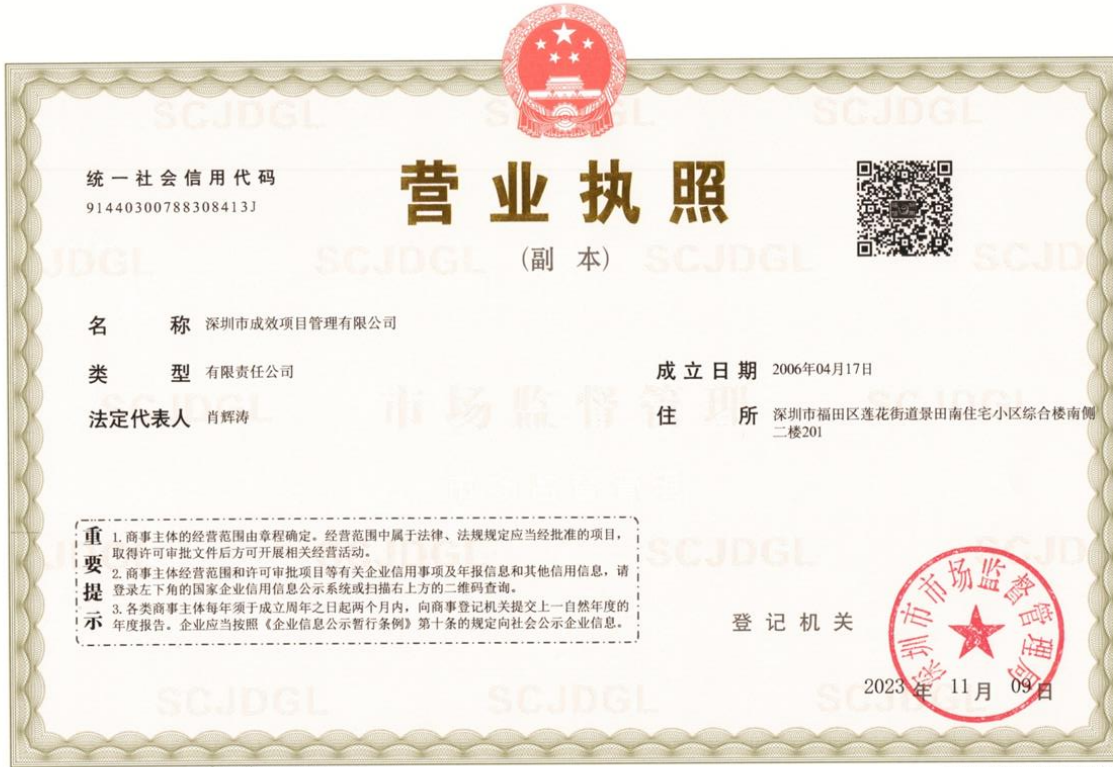 统一社会信用代码
91440300788308413J
营业执照
(副 本)
名 称 深圳市成效项目管理有限公司
类 型 有限责任公司
法定代表人 肖辉涛
成立日期 2006年04月17日
住 所 深圳市福田区莲花街道景田南住宅小区综合楼南侧
二楼201
重要提示
1. 商事主体的经营范围由章程确定。经营范围中属于法律、法规规定应当经批准的项目,
取得许可审批文件后方可开展相关经营活动。
2. 商事主体经营范围和许可审批项目等有关企业信用事项及年报信息和其他信用信息,请
登录左下角的国家企业信用信息公示系统或扫描右上方的二维码查询。
3. 各类商事主体每年须于成立周年之日起两个月内,向商事登记机关提交上一自然年度的
年度报告。企业应当按照《企业信息公示暂行条例》第十条的规定向社会公示企业信息。
登记机关
深圳市市场监督管理局
2023 年 11 月 09 日
SCJDGL
市场监督管理